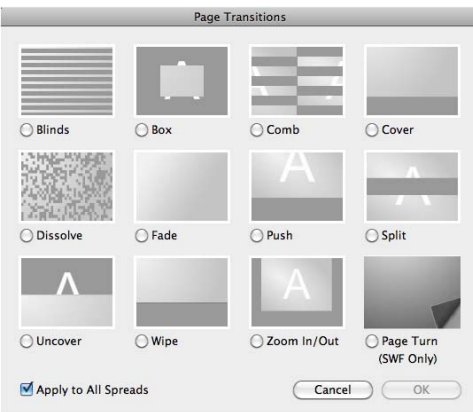 Page Transitions
Blinds
Box
Comb
Cover
Dissolve
Fade
Push
Split
Uncover
Wipe
Zoom In/Out
Page Turn
(SWF Only)
Apply to All Spreads
Cancel
OK